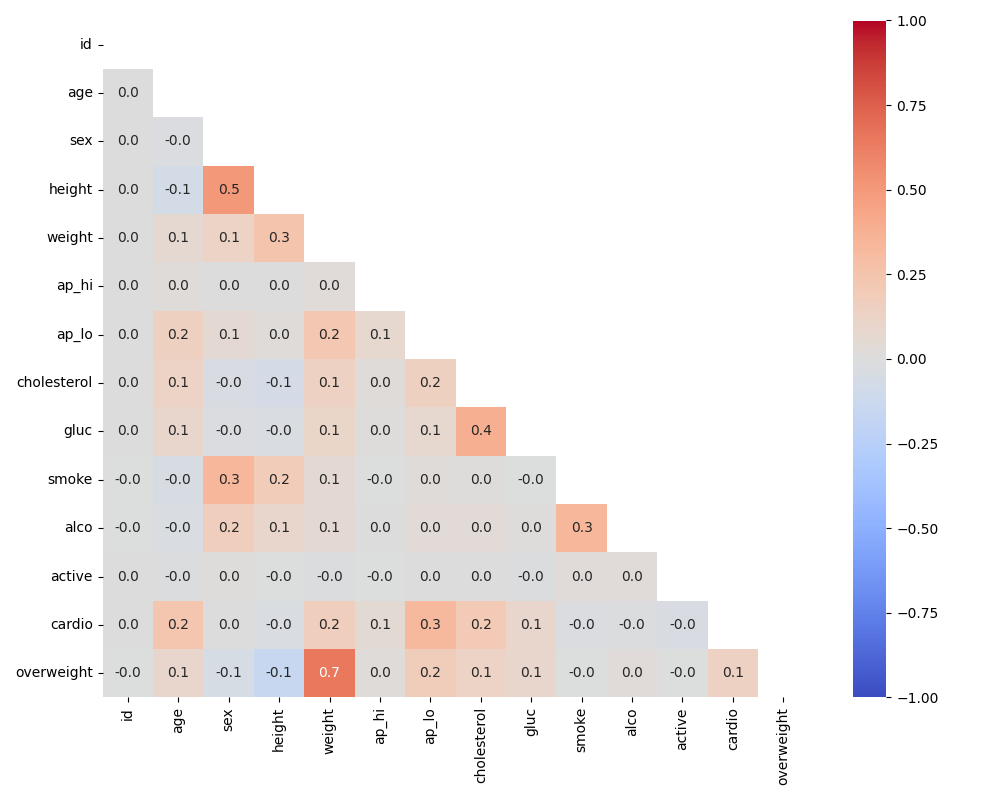 id
age 0.0
sex 0.0 -0.0
height 0.0 -0.1 0.5
weight 0.0 0.1 0.1 0.3
ap_hi 0.0 0.0 0.0 0.0 0.0
ap_lo 0.0 0.2 0.1 0.0 0.2 0.1
cholesterol 0.0 0.1 -0.0 -0.1 0.1 0.0 0.2
gluc 0.0 0.1 -0.0 -0.0 0.1 0.0 0.1 0.4
smoke -0.0 -0.0 0.3 0.2 0.1 -0.0 0.0 0.0 -0.0
alco -0.0 -0.0 0.2 0.1 0.1 0.0 0.0 0.0 0.0 0.3
active 0.0 -0.0 0.0 -0.0 -0.0 -0.0 0.0 0.0 -0.0 0.0 0.0
cardio 0.0 0.2 0.0 -0.0 0.2 0.1 0.3 0.2 0.1 -0.0 -0.0 -0.0
overweight -0.0 0.1 -0.1 -0.1 0.7 0.0 0.2 0.1 0.1 -0.0 0.0 -0.0 0.1
id age sex height weight ap_hi ap_lo cholesterol gluc smoke alco active cardio overweight
1.00
0.75
0.50
0.25
0.00
−0.25
−0.50
−0.75
−1.00